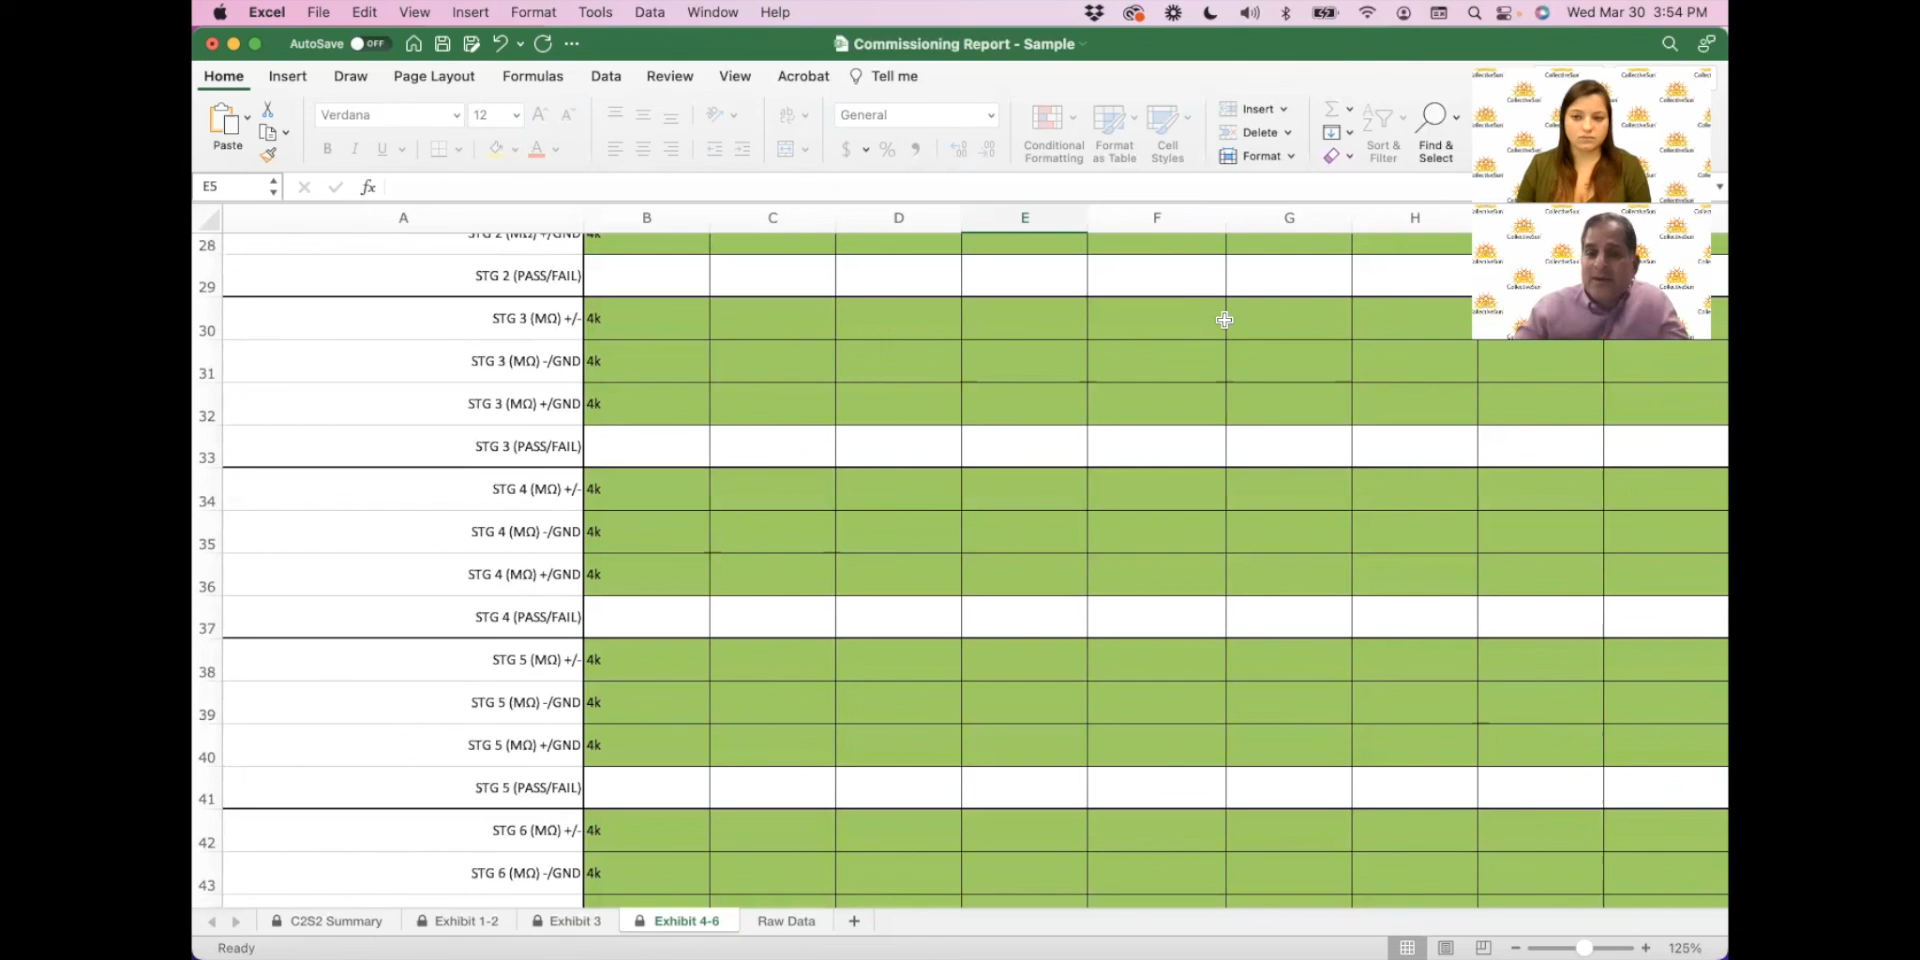 Excel File Edit View Insert Format Tools Data Window Help Wed Mar 30 3:54 PM
AutoSave OFF Commissioning Report - Sample
Home Insert Draw Page Layout Formulas Data Review View Acrobat Tell me
Paste Verdana 12 General Conditional Formatting Format as Table Cell Styles Insert Delete Format Sort & Filter Find & Select
CollectiveSun
E5 fx
A B C D E F G H
28 STG 2 (MΩ) +/GND 4k
29 STG 2 (PASS/FAIL)
30 STG 3 (MΩ) +/- 4k
31 STG 3 (MΩ) -/GND 4k
32 STG 3 (MΩ) +/GND 4k
33 STG 3 (PASS/FAIL)
34 STG 4 (MΩ) +/- 4k
35 STG 4 (MΩ) -/GND 4k
36 STG 4 (MΩ) +/GND 4k
37 STG 4 (PASS/FAIL)
38 STG 5 (MΩ) +/- 4k
39 STG 5 (MΩ) -/GND 4k
40 STG 5 (MΩ) +/GND 4k
41 STG 5 (PASS/FAIL)
42 STG 6 (MΩ) +/- 4k
43 STG 6 (MΩ) -/GND 4k
C2S2 Summary Exhibit 1-2 Exhibit 3 Exhibit 4-6 Raw Data +
Ready 125%